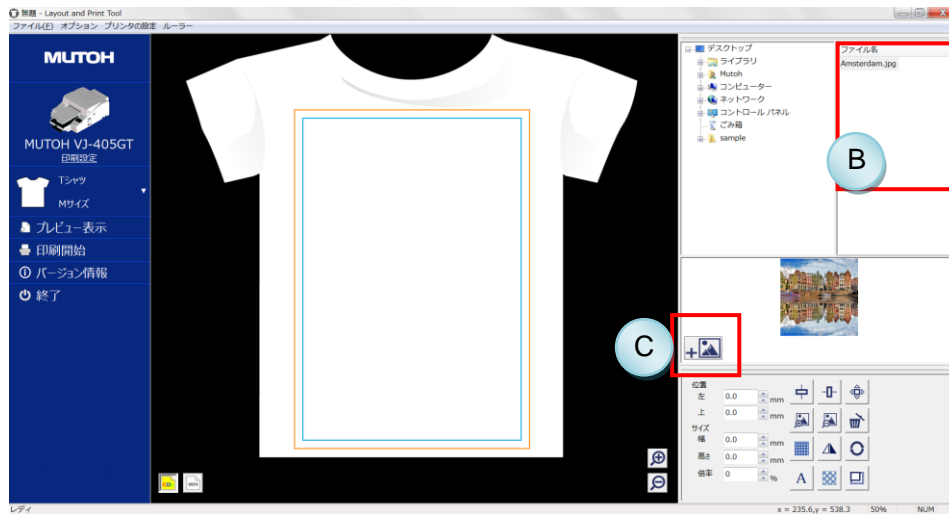 無題 - Layout and Print Tool
ファイル(F) オプション プリンタの設定 ルーラー
MUTOH
MUTOH VJ-405GT
印刷設定
Tシャツ
Mサイズ
プレビュー表示
印刷開始
バージョン情報
終了
COL
WH
デスクトップ
ライブラリ
Mutoh
コンピューター
ネットワーク
コントロール パネル
ごみ箱
sample
ファイル名
Amsterdam.jpg
B
C
位置
左 0.0 mm
上 0.0 mm
サイズ
幅 0.0 mm
高さ 0.0 mm
倍率 0 %
A
レディ
x = 235.6,y = 538.3 50% NUM